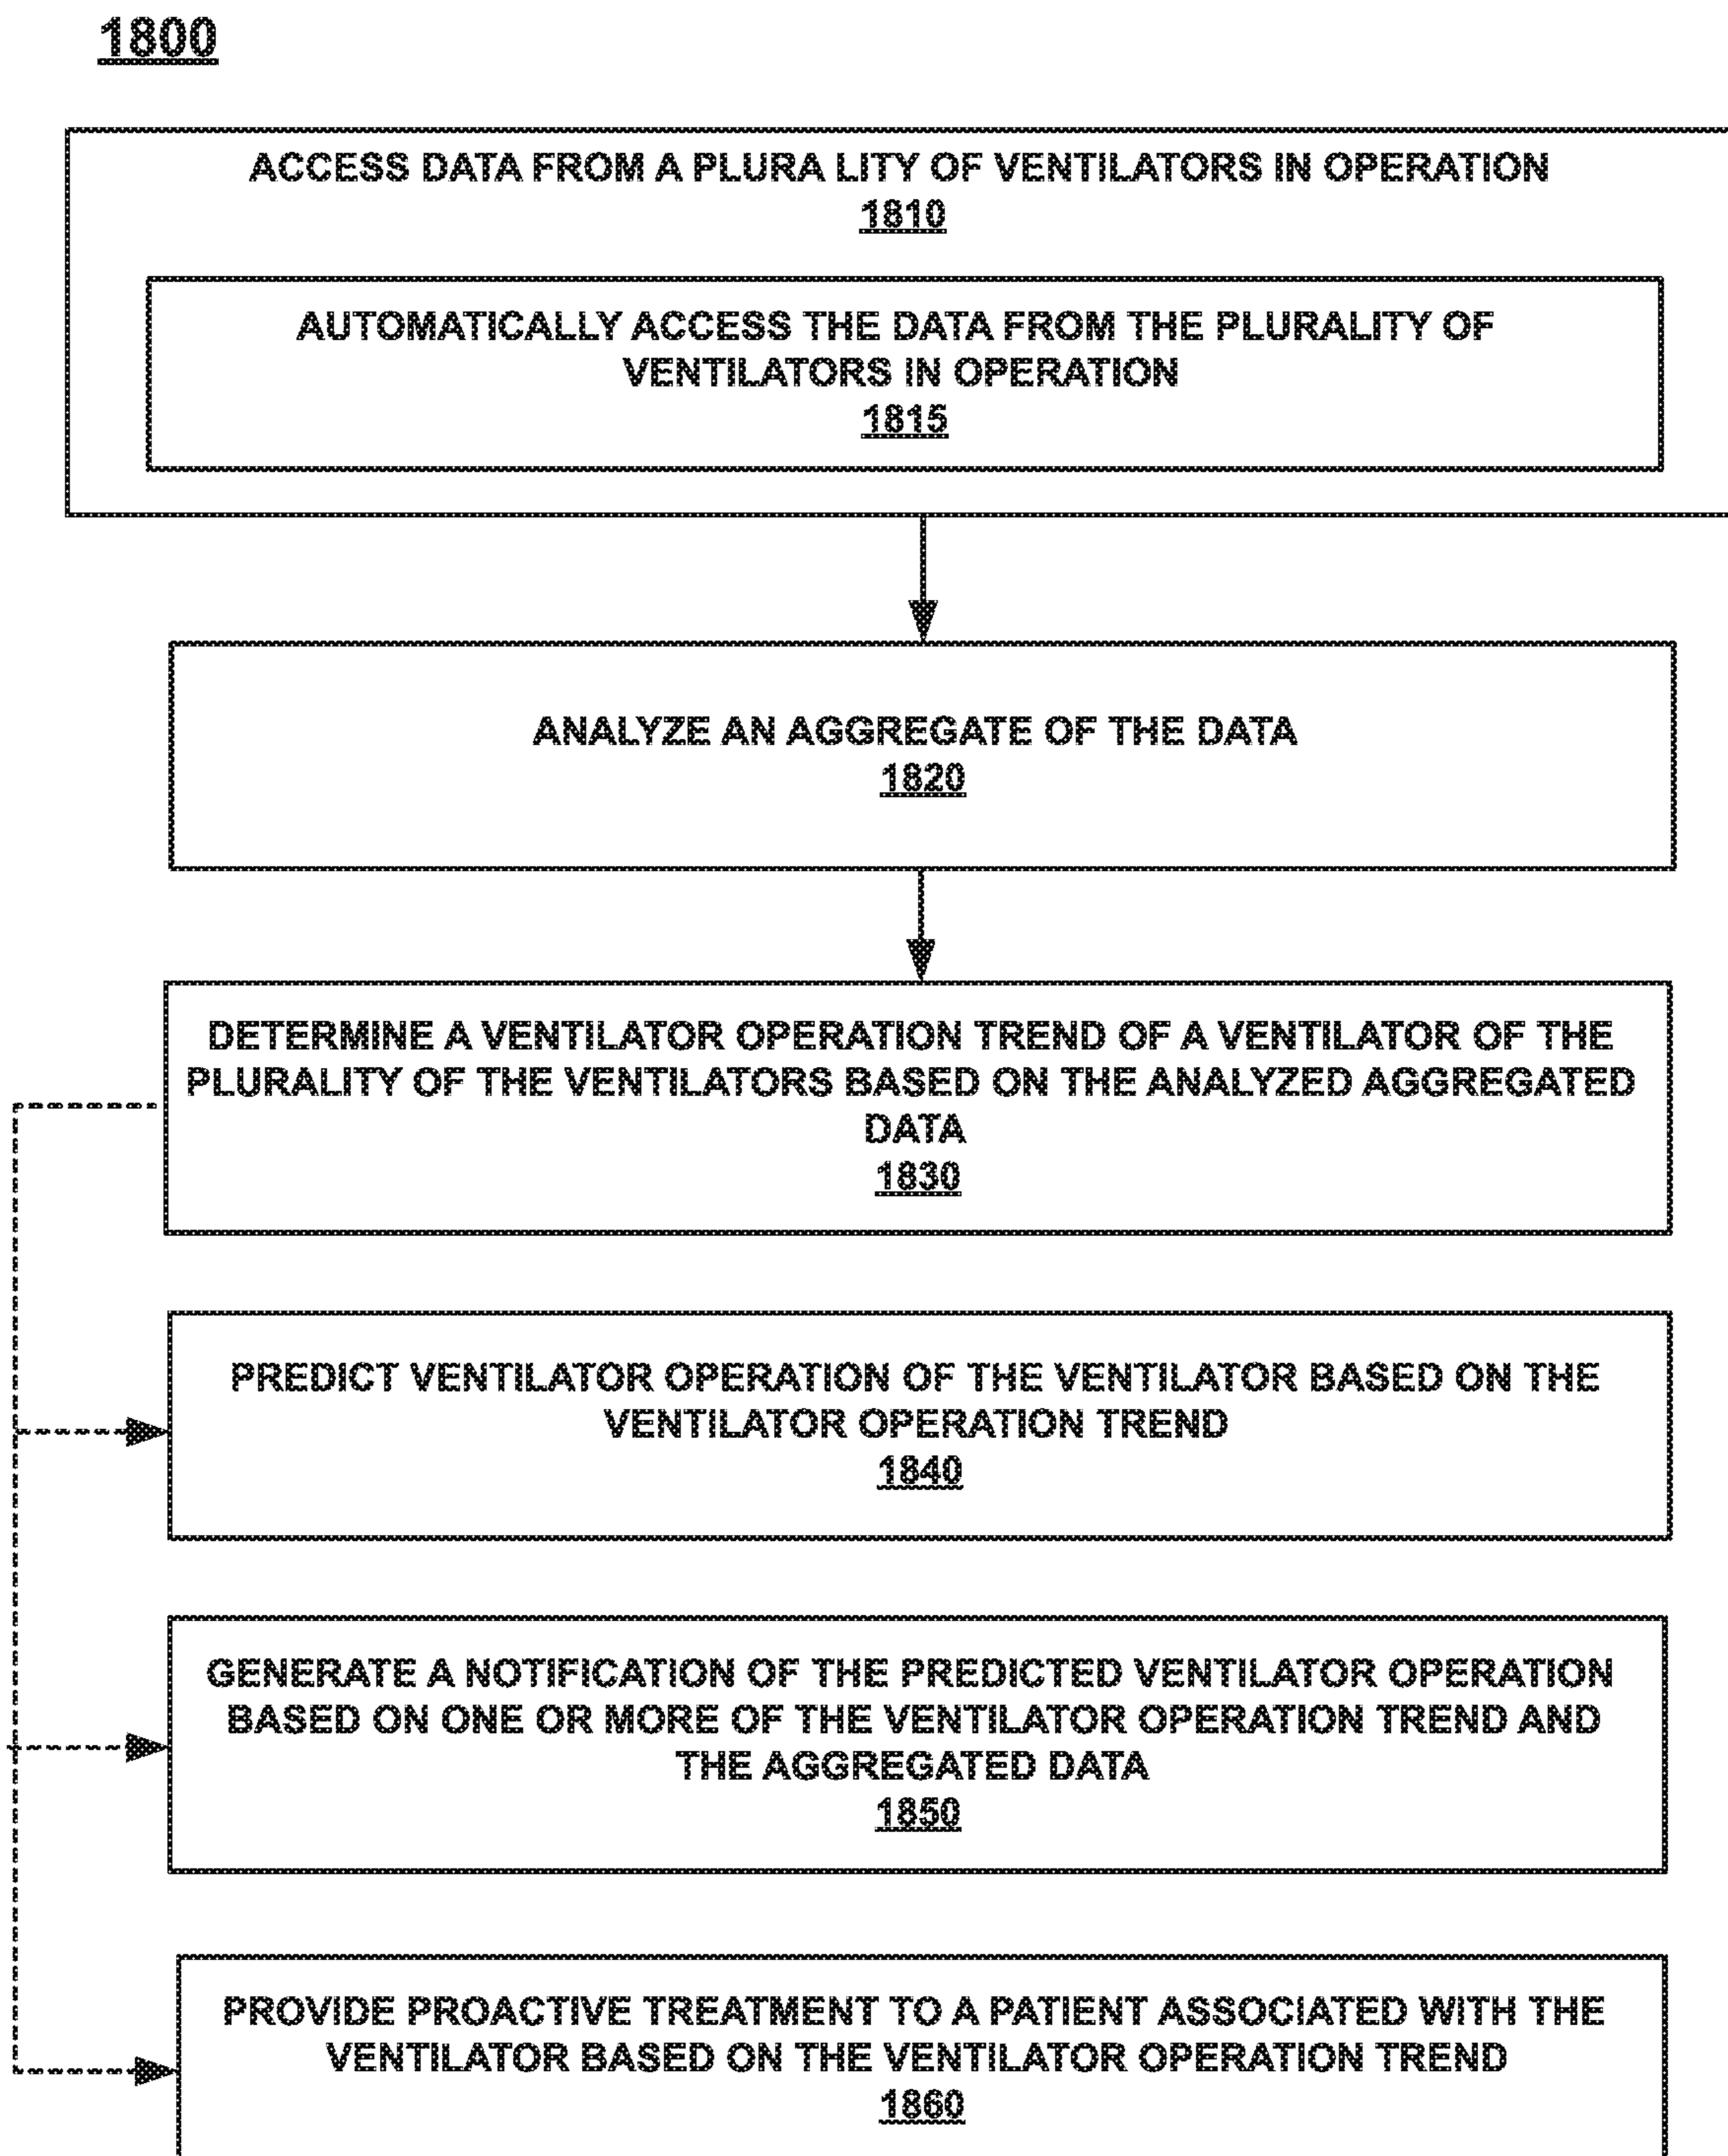 1800
ACCESS DATA FROM A PLURA LITY OF VENTILATORS IN OPERATION
1810
AUTOMATICALLY ACCESS THE DATA FROM THE PLURALITY OF
VENTILATORS IN OPERATION
1815
ANALYZE AN AGGREGATE OF THE DATA
1820
DETERMINE A VENTILATOR OPERATION TREND OF A VENTILATOR OF THE
PLURALITY OF THE VENTILATORS BASED ON THE ANALYZED AGGREGATED
DATA
1830
PREDICT VENTILATOR OPERATION OF THE VENTILATOR BASED ON THE
VENTILATOR OPERATION TREND
1840
GENERATE A NOTIFICATION OF THE PREDICTED VENTILATOR OPERATION
BASED ON ONE OR MORE OF THE VENTILATOR OPERATION TREND AND
THE AGGREGATED DATA
1850
PROVIDE PROACTIVE TREATMENT TO A PATIENT ASSOCIATED WITH THE
VENTILATOR BASED ON THE VENTILATOR OPERATION TREND
1860